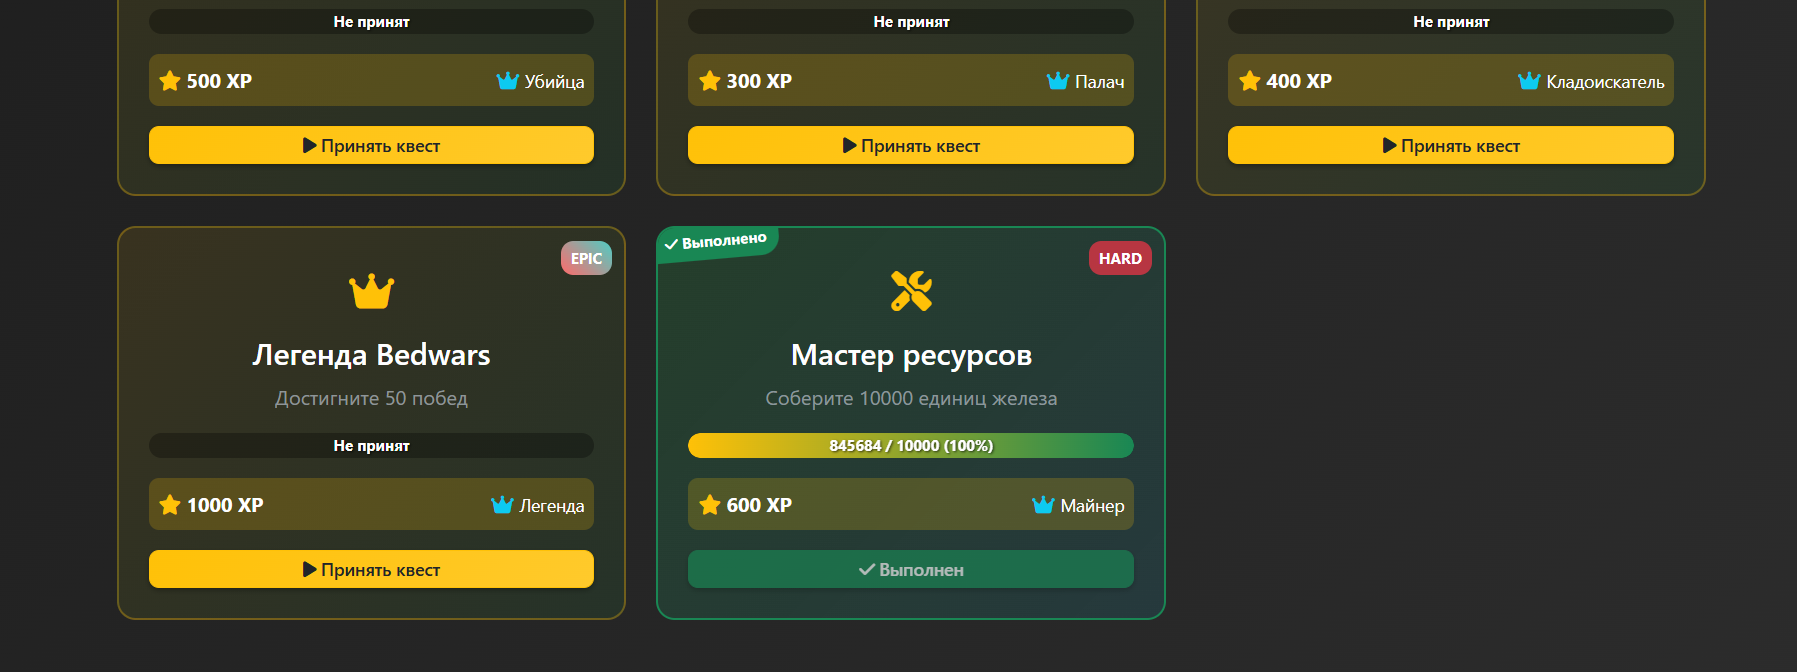 Не принят
Не принят
Не принят
500 XP
Убийца
300 XP
Палач
400 XP
Кладоискатель
Принять квест
Принять квест
Принять квест
EPIC
Легенда Bedwars
Достигните 50 побед
Не принят
1000 XP
Легенда
Принять квест
Выполнено
HARD
Мастер ресурсов
Соберите 10000 единиц железа
845684 / 10000 (100%)
600 XP
Майнер
Выполнен